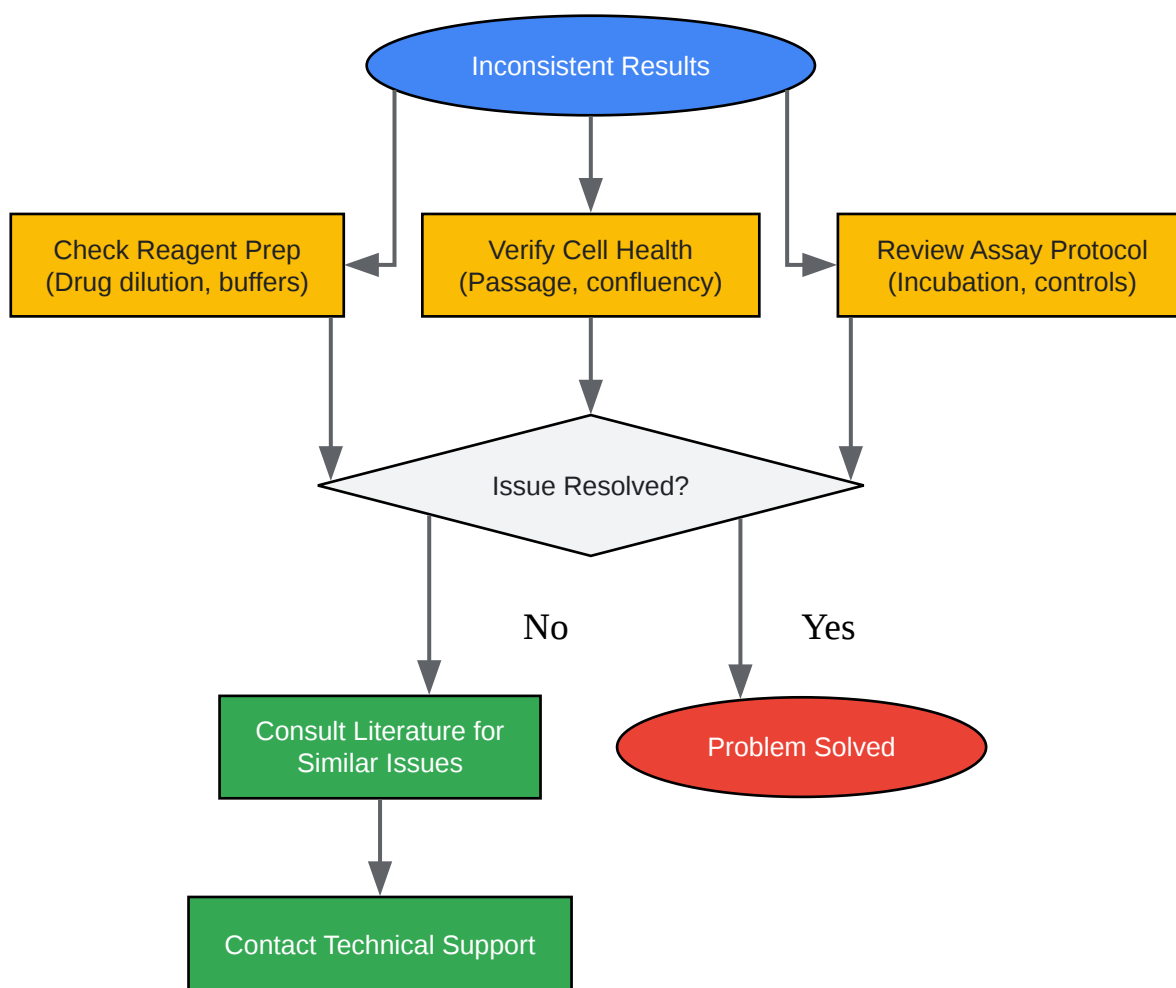 Inconsistent Results
Check Reagent Prep
(Drug dilution, buffers)
Verify Cell Health
(Passage, confluency)
Review Assay Protocol
(Incubation, controls)
Issue Resolved?
No
Yes
Consult Literature for
Similar Issues
Problem Solved
Contact Technical Support